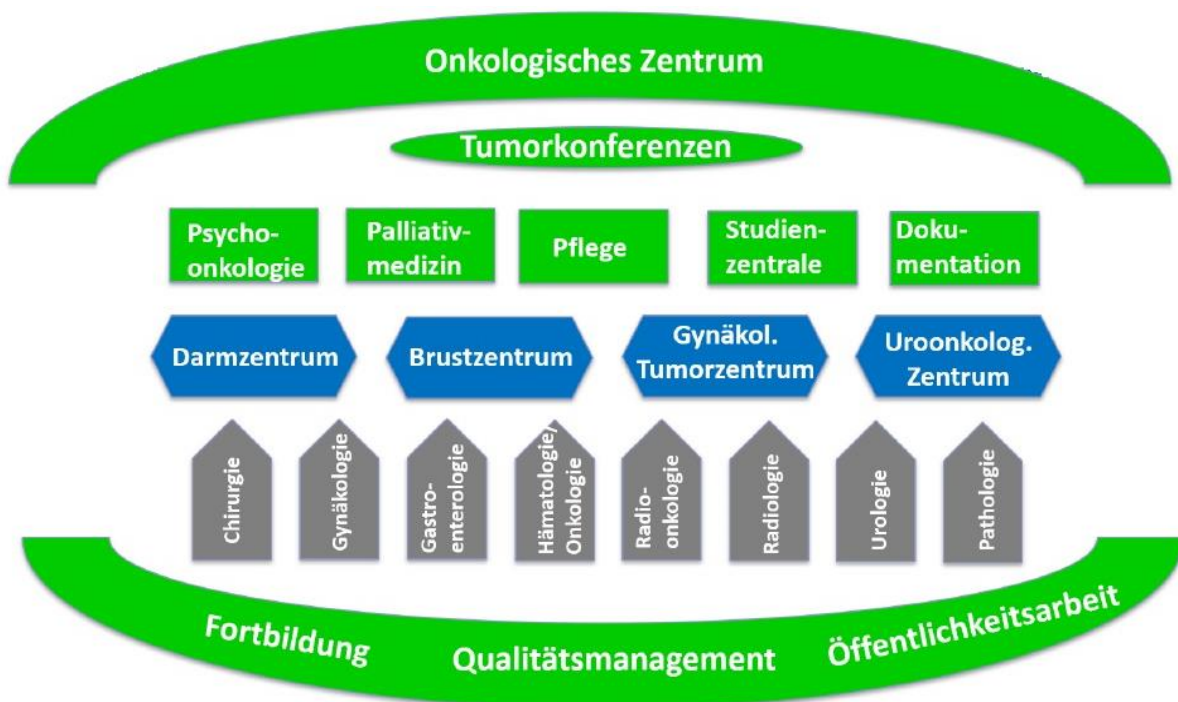 Onkologisches Zentrum
Tumorkonferenzen
Psycho-
onkologie
Palliativ-
medizin
Pflege
Studien-
zentrale
Doku-
mentation
Darmzentrum
Brustzentrum
Gynäkol.
Tumorzentrum
Uroonkolog.
Zentrum
Chirurgie
Gynäkologie
Gastro-
enterologie
Hämatologie/
Onkologie
Radio-
onkologie
Radiologie
Urologie
Pathologie
Fortbildung
Qualitätsmanagement
Öffentlichkeitsarbeit